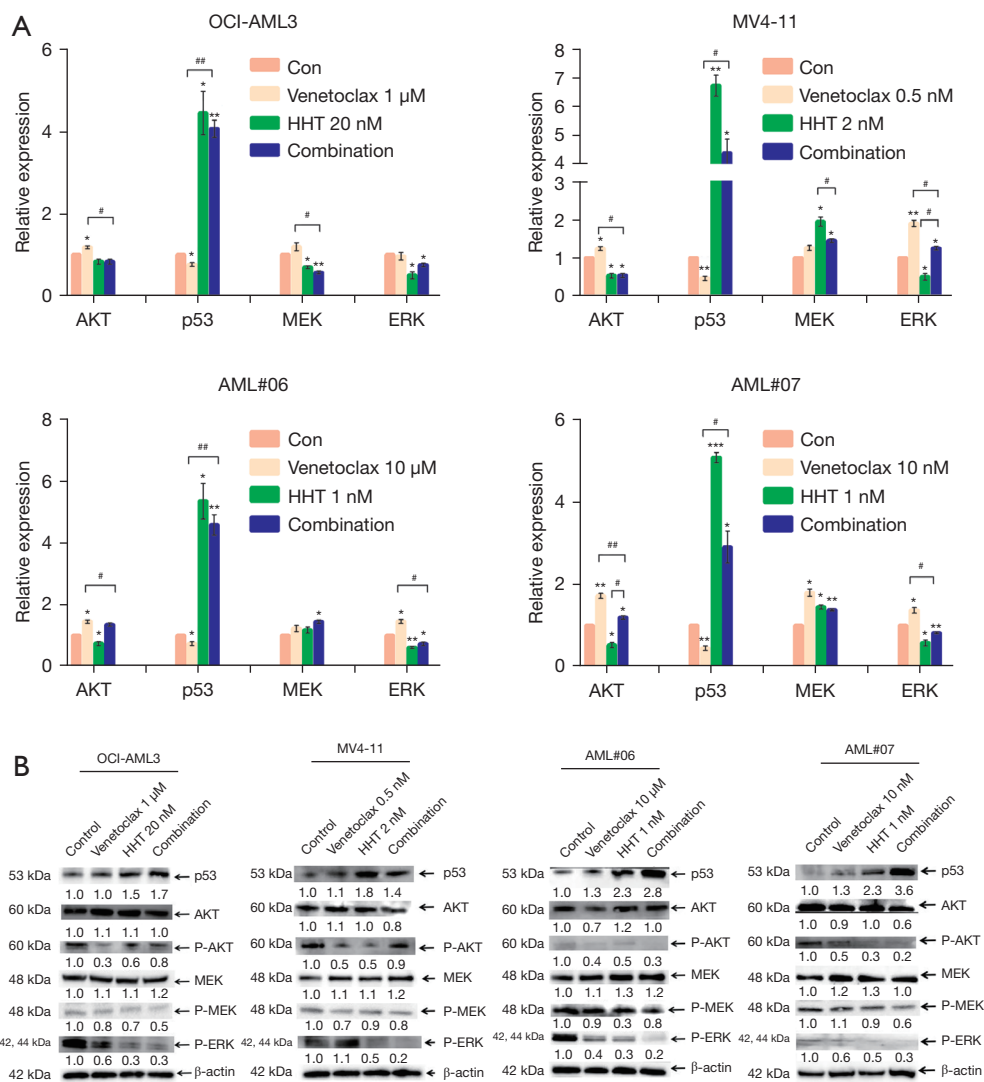 A
OCI-AML3
Relative expression
6
4
2
0
Con
Venetoclax 1 µM
HHT 20 nM
Combination
#
*
##
*
*
**
#
*
**
*
*
AKT p53 MEK ERK
MV4-11
Relative expression
8
7
6
5
4
3
2
1
0
Con
Venetoclax 0.5 nM
HHT 2 nM
Combination
#
*
*
*
#
**
**
*
#
*
#
#
**
*
*
AKT p53 MEK ERK
AML#06
Relative expression
8
6
4
2
0
Con
Venetoclax 10 µM
HHT 1 nM
Combination
#
*
*
##
*
*
**
*
#
*
**
*
AKT p53 MEK ERK
AML#07
Relative expression
6
4
2
0
Con
Venetoclax 10 nM
HHT 1 nM
Combination
##
#
**
*
*
#
**
***
*
*
*
**
#
*
*
**
AKT p53 MEK ERK
B
OCI-AML3
Control
Venetoclax 1 µM
HHT 20 nM
Combination
53 kDa p53
1.0 1.0 1.5 1.7
60 kDa AKT
1.0 1.1 1.1 1.0
60 kDa P-AKT
1.0 0.3 0.6 0.8
48 kDa MEK
1.0 1.1 1.1 1.2
48 kDa P-MEK
1.0 0.8 0.7 0.5
42, 44 kDa P-ERK
1.0 0.6 0.3 0.3
42 kDa β-actin
MV4-11
Control
Venetoclax 0.5 nM
HHT 2 nM
Combination
53 kDa p53
1.0 1.1 1.8 1.4
60 kDa AKT
1.0 1.1 1.0 0.8
60 kDa P-AKT
1.0 0.5 0.5 0.9
48 kDa MEK
1.0 1.1 1.1 1.2
48 kDa P-MEK
1.0 0.7 0.9 0.8
42, 44 kDa P-ERK
1.0 1.1 0.5 0.2
42 kDa β-actin
AML#06
Control
Venetoclax 10 µM
HHT 1 nM
Combination
53 kDa p53
1.0 1.3 2.3 2.8
60 kDa AKT
1.0 0.7 1.2 1.0
60 kDa P-AKT
1.0 0.4 0.5 0.3
48 kDa MEK
1.0 1.1 1.3 1.2
48 kDa P-MEK
1.0 0.9 0.3 0.8
42, 44 kDa P-ERK
1.0 0.4 0.3 0.2
42 kDa β-actin
AML#07
Control
Venetoclax 10 nM
HHT 1 nM
Combination
53 kDa p53
1.0 1.3 2.3 3.6
60 kDa AKT
1.0 0.9 1.0 0.6
60 kDa P-AKT
1.0 0.5 0.3 0.2
48 kDa MEK
1.0 1.2 1.3 1.0
48 kDa P-MEK
1.0 1.1 0.9 0.6
42, 44 kDa P-ERK
1.0 0.6 0.5 0.3
42 kDa β-actin